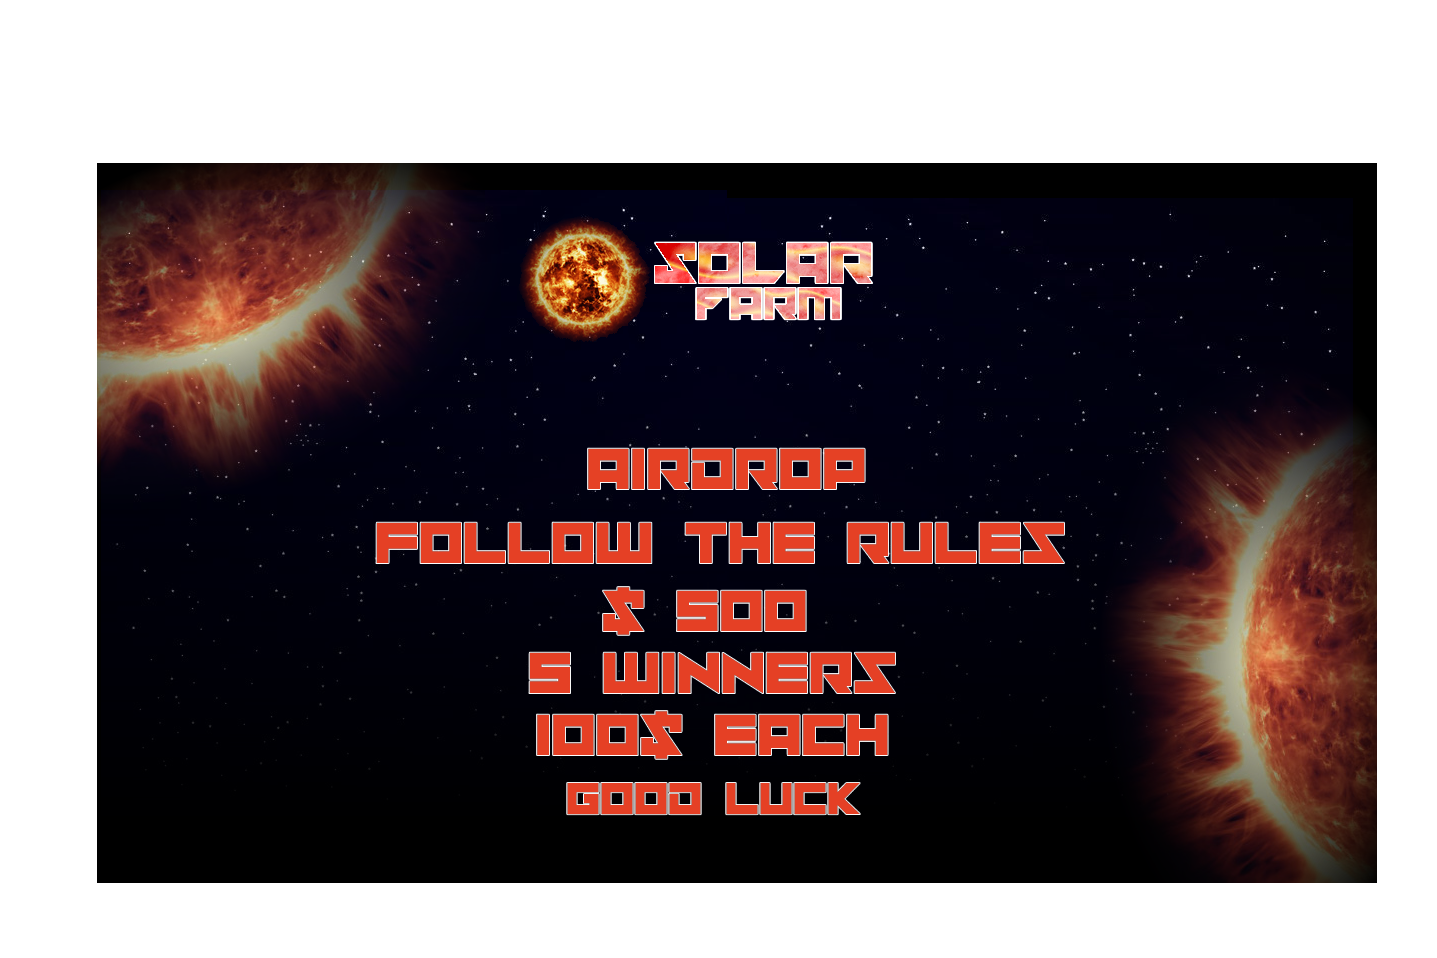 SOLAR
FARM
AIRDROP
FOLLOW THE RULES
$ 500
5 WINNERS
100$ EACH
GOOD LUCK